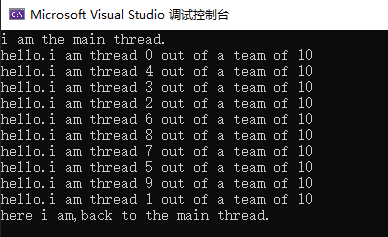 Microsoft Visual Studio 调试控制台
i am the main thread.
hello.i am thread 0 out of a team of 10
hello.i am thread 4 out of a team of 10
hello.i am thread 3 out of a team of 10
hello.i am thread 2 out of a team of 10
hello.i am thread 6 out of a team of 10
hello.i am thread 8 out of a team of 10
hello.i am thread 7 out of a team of 10
hello.i am thread 5 out of a team of 10
hello.i am thread 9 out of a team of 10
hello.i am thread 1 out of a team of 10
here i am,back to the main thread.